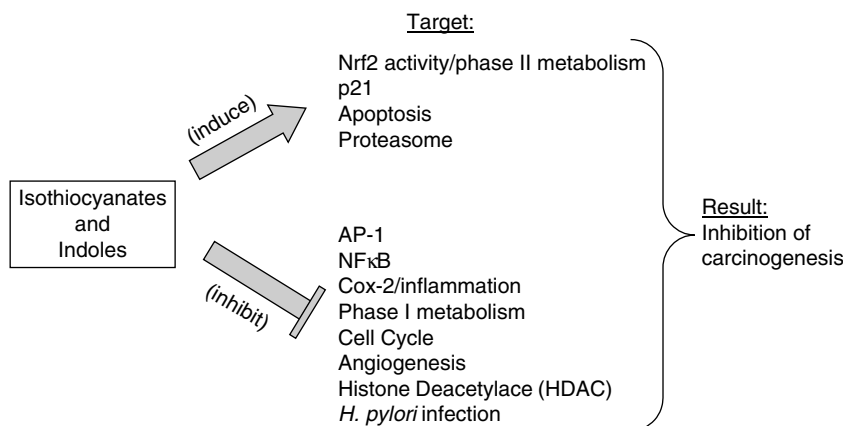 Target:
Nrf2 activity/phase II metabolism
p21
Apoptosis
Proteasome
(induce)
Isothiocyanates
and
Indoles
(inhibit)
AP-1
NFκB
Cox-2/inflammation
Phase I metabolism
Cell Cycle
Angiogenesis
Histone Deacetylace (HDAC)
H. pylori infection
Result:
Inhibition of
carcinogenesis